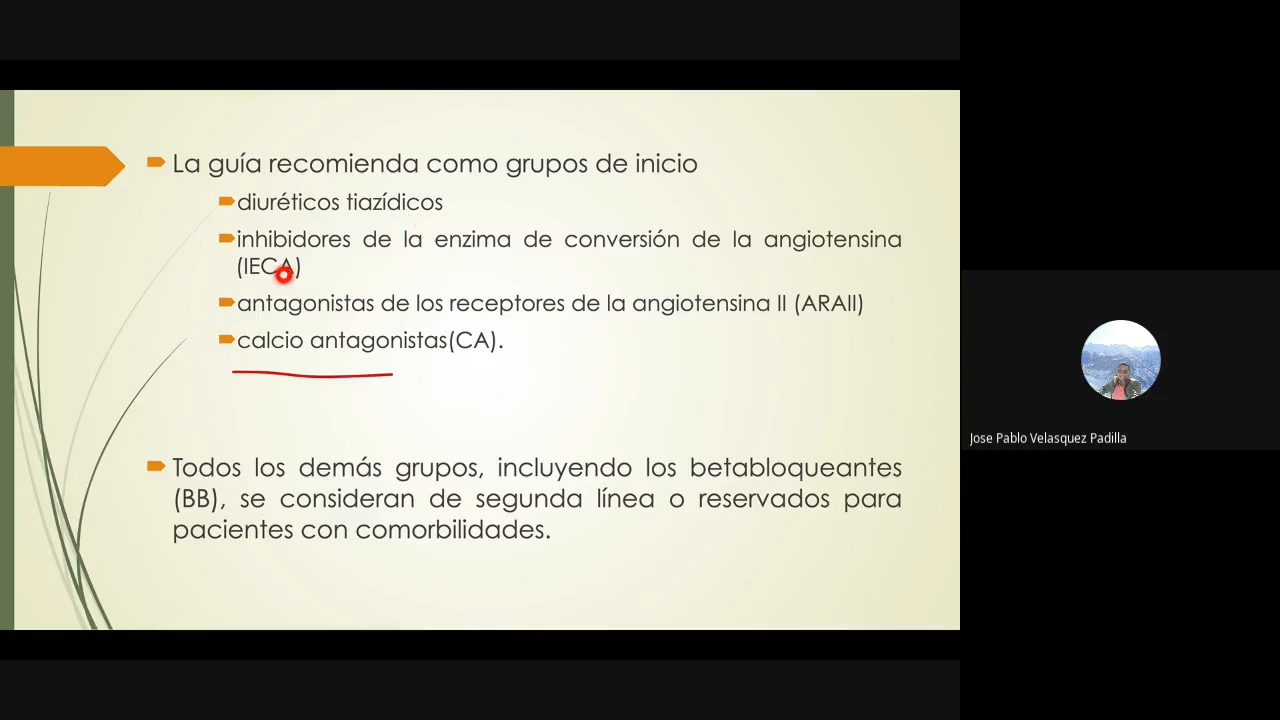 La guía recomienda como grupos de inicio
diuréticos tiazídicos
inhibidores de la enzima de conversión de la angiotensina
(IECA)
antagonistas de los receptores de la angiotensina II (ARAII)
calcio antagonistas(CA).
Todos los demás grupos, incluyendo los betabloqueantes
(BB), se consideran de segunda línea o reservados para
pacientes con comorbilidades.
Jose Pablo Velasquez Padilla